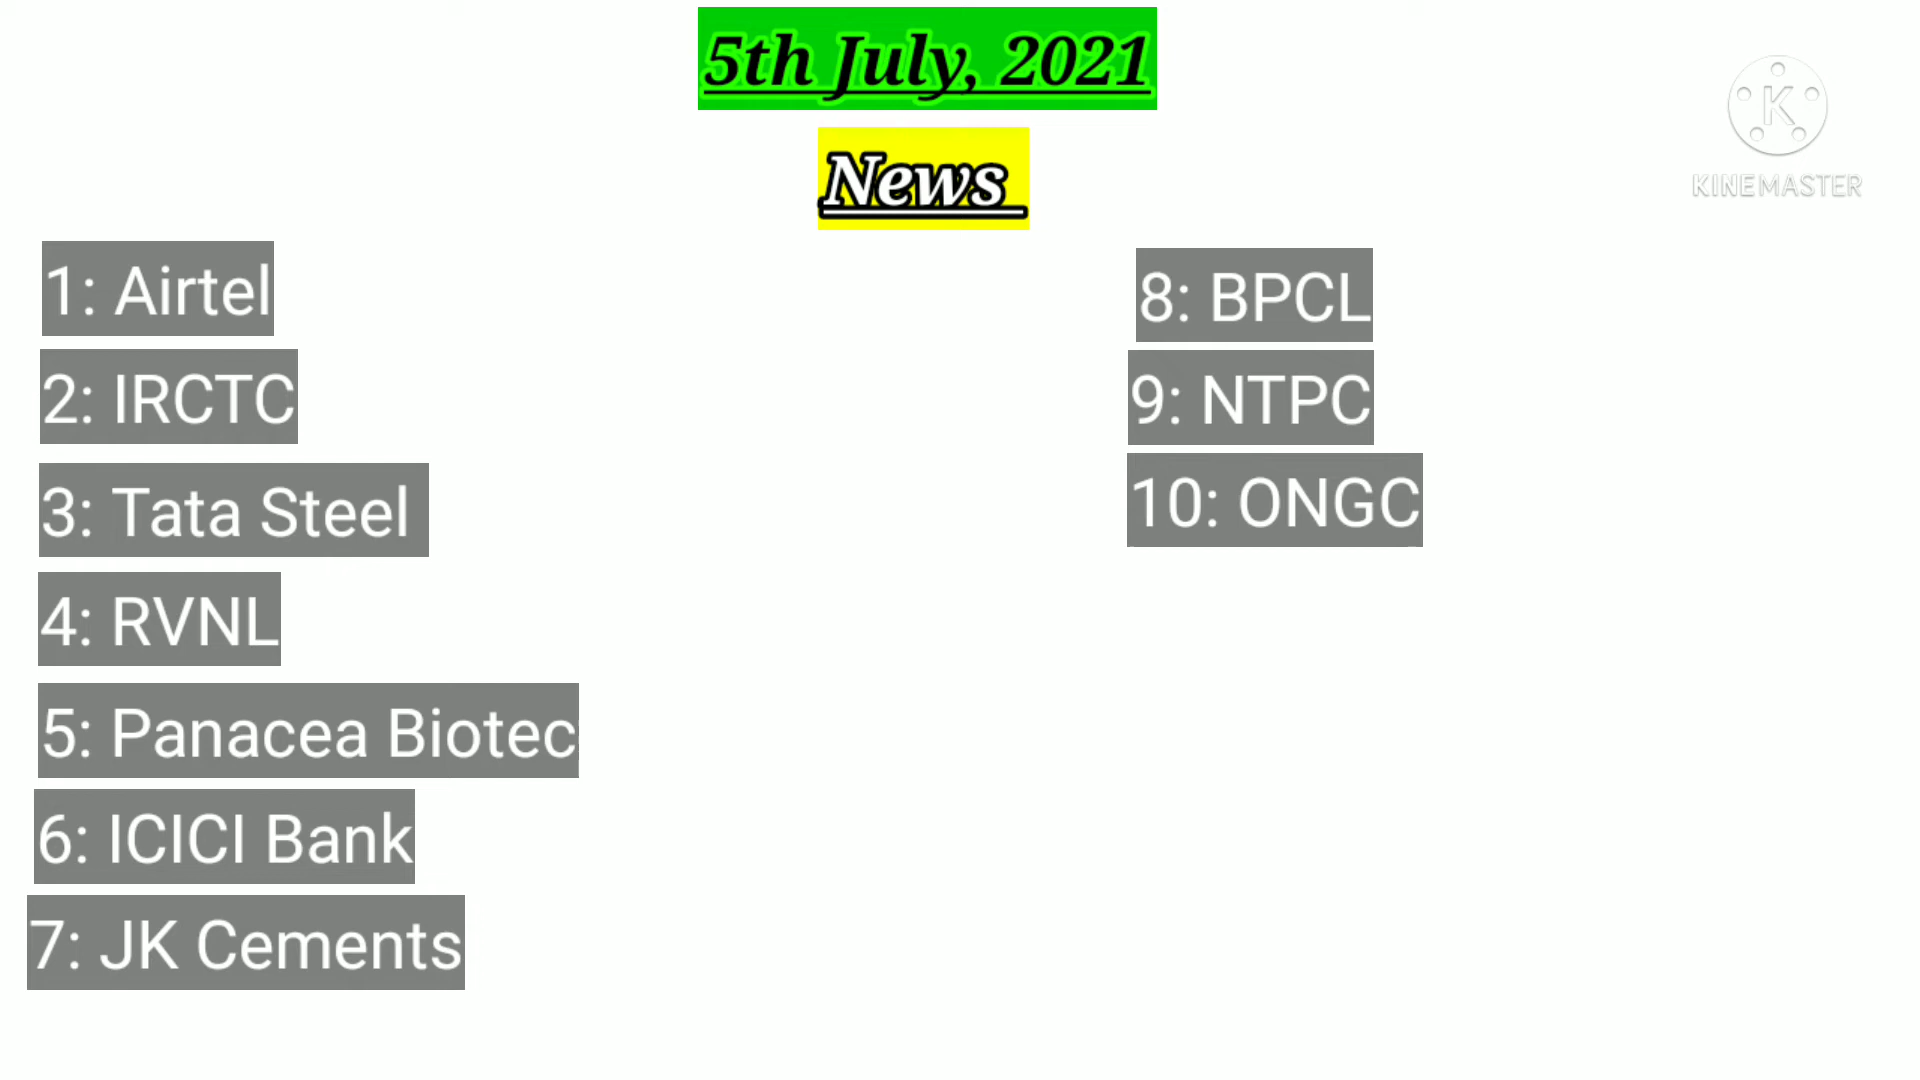 5th July, 2021
News
1: Airtel
2: IRCTC
3: Tata Steel
4: RVNL
5: Panacea Biotec
6: ICICI Bank
7: JK Cements
8: BPCL
9: NTPC
10: ONGC
K
KINEMASTER